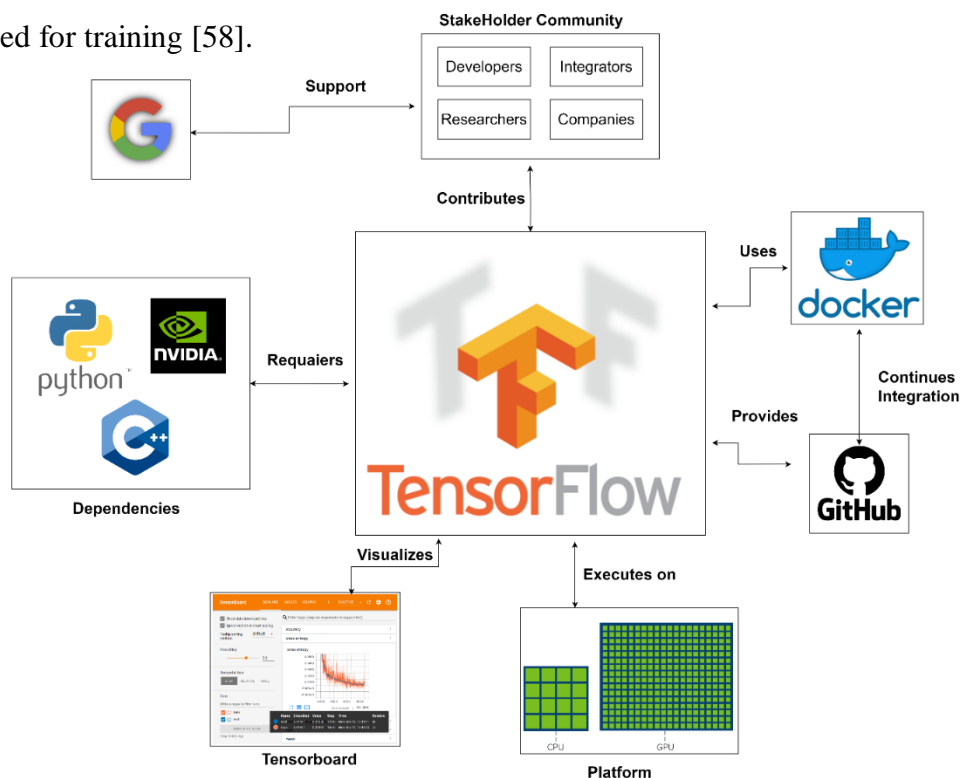 ed for training [58].
StakeHolder Community
Developers
Integrators
Researchers
Companies
Support
Contributes
Uses
docker
Continues
Integration
Provides
GitHub
python
NVIDIA.
C++
Requaiers
Dependencies
TensorFlow
Visualizes
Executes on
TensorBoard
Tensorboard
CPU
GPU
Platform